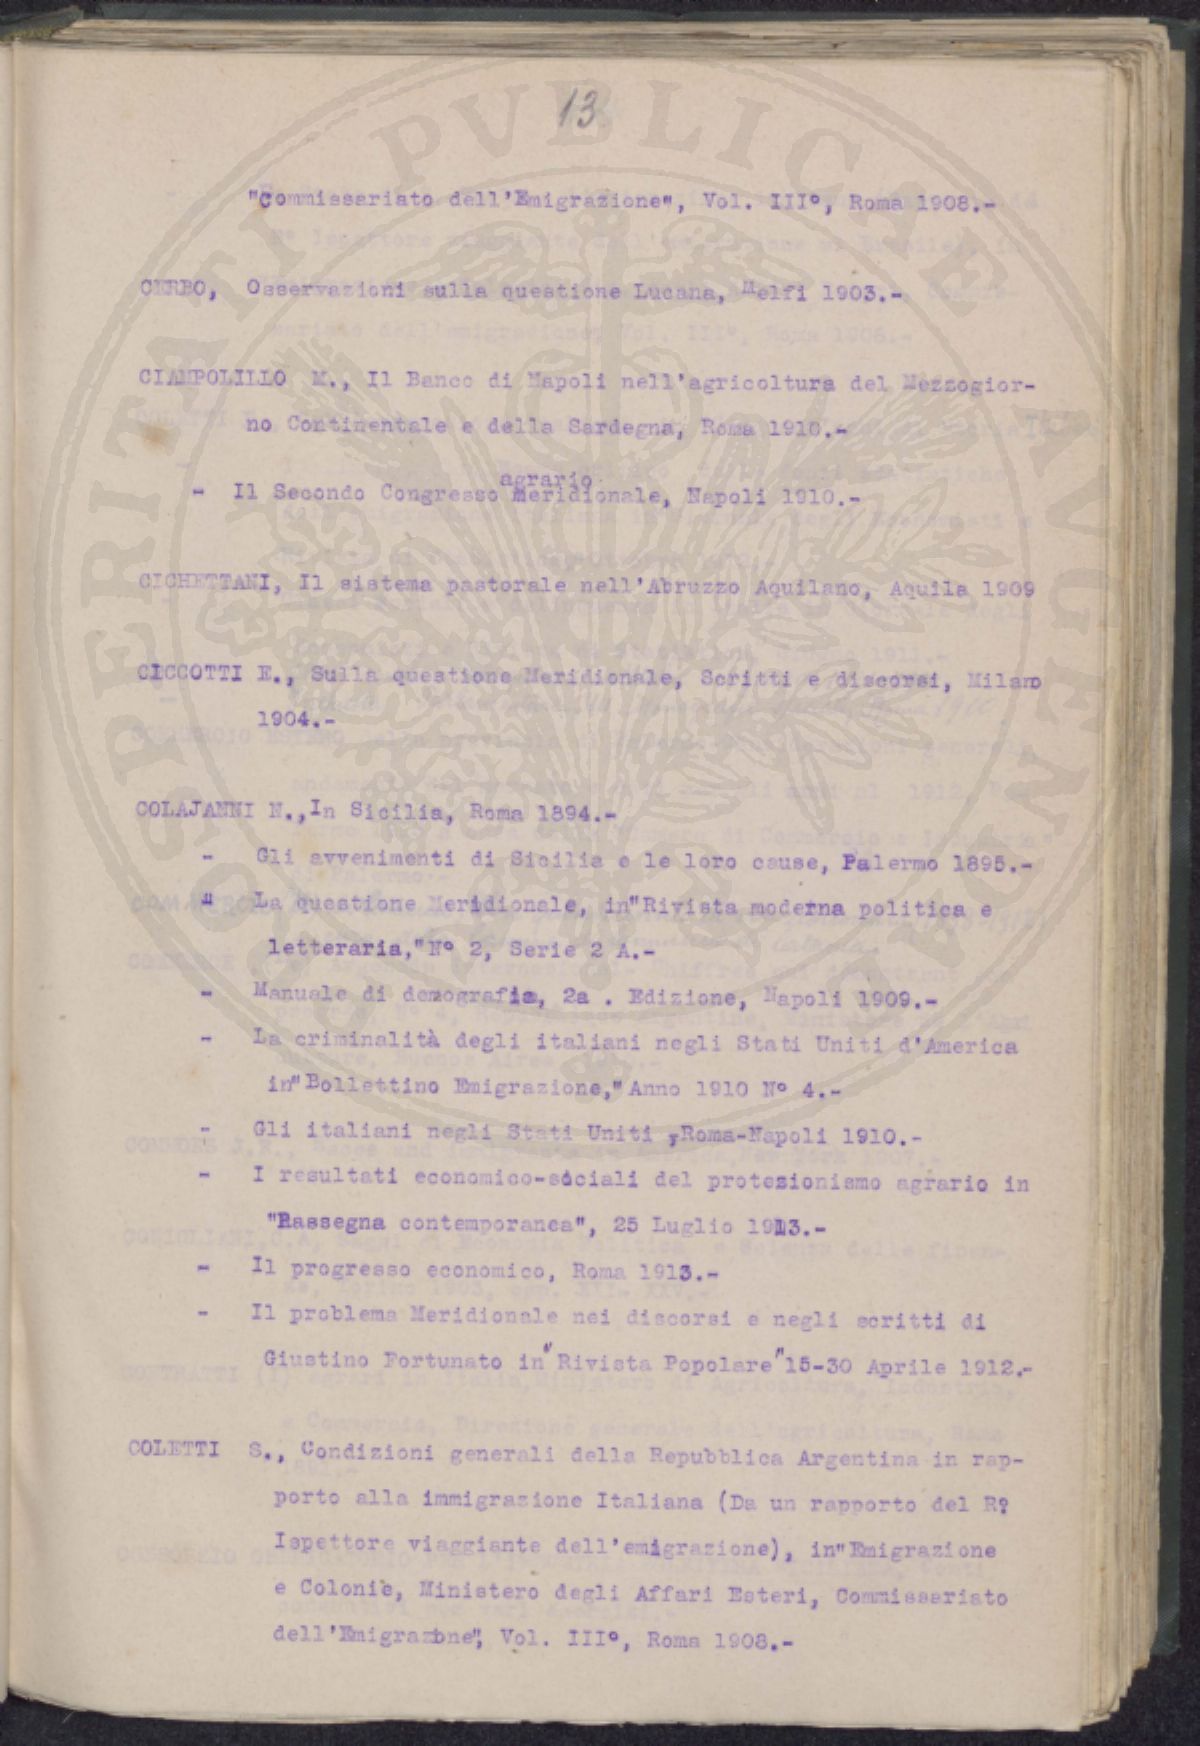 13
"Commissariato dell'Emigrazione", Vol. III°, Roma 1908.-
CERBO, Osservazioni sulla questione Lucana, Melfi 1903.-
CIAMPOLILLO M., Il Banco di Napoli nell'agricoltura del Mezzogior-
no Continentale e della Sardegna, Roma 1910.-
agrario
- Il Secondo Congresso Meridionale, Napoli 1910.-
CICHETTANI, Il sistema pastorale nell'Abruzzo Aquilano, Aquila 1909
CICCOTTI E., Sulla questione Meridionale, Scritti e discorsi, Milano
1904.-
COLAJANNI N., In Sicilia, Roma 1894.-
- Gli avvenimenti di Sicilia e le loro cause, Palermo 1895.-
" La questione Meridionale, in "Rivista moderna politica e
letteraria," N° 2, Serie 2 A.-
- Manuale di demografia, 2a . Edizione, Napoli 1909.-
- La criminalità degli italiani negli Stati Uniti d'America
in "Bollettino Emigrazione," Anno 1910 N° 4.-
- Gli italiani negli Stati Uniti , Roma-Napoli 1910.-
- I resultati economico-sociali del protezionismo agrario in
"Rassegna contemporanea", 25 Luglio 1913.-
- Il progresso economico, Roma 1913.-
- Il problema Meridionale nei discorsi e negli scritti di
Giustino Fortunato in "Rivista Popolare" 15-30 Aprile 1912.-
COLETTI S., Condizioni generali della Repubblica Argentina in rap-
porto alla immigrazione Italiana (Da un rapporto del R°
Ispettore viaggiante dell'emigrazione), in "Emigrazione
e Colonie, Ministero degli Affari Esteri, Commissariato
dell'Emigrazione", Vol. III°, Roma 1908.-